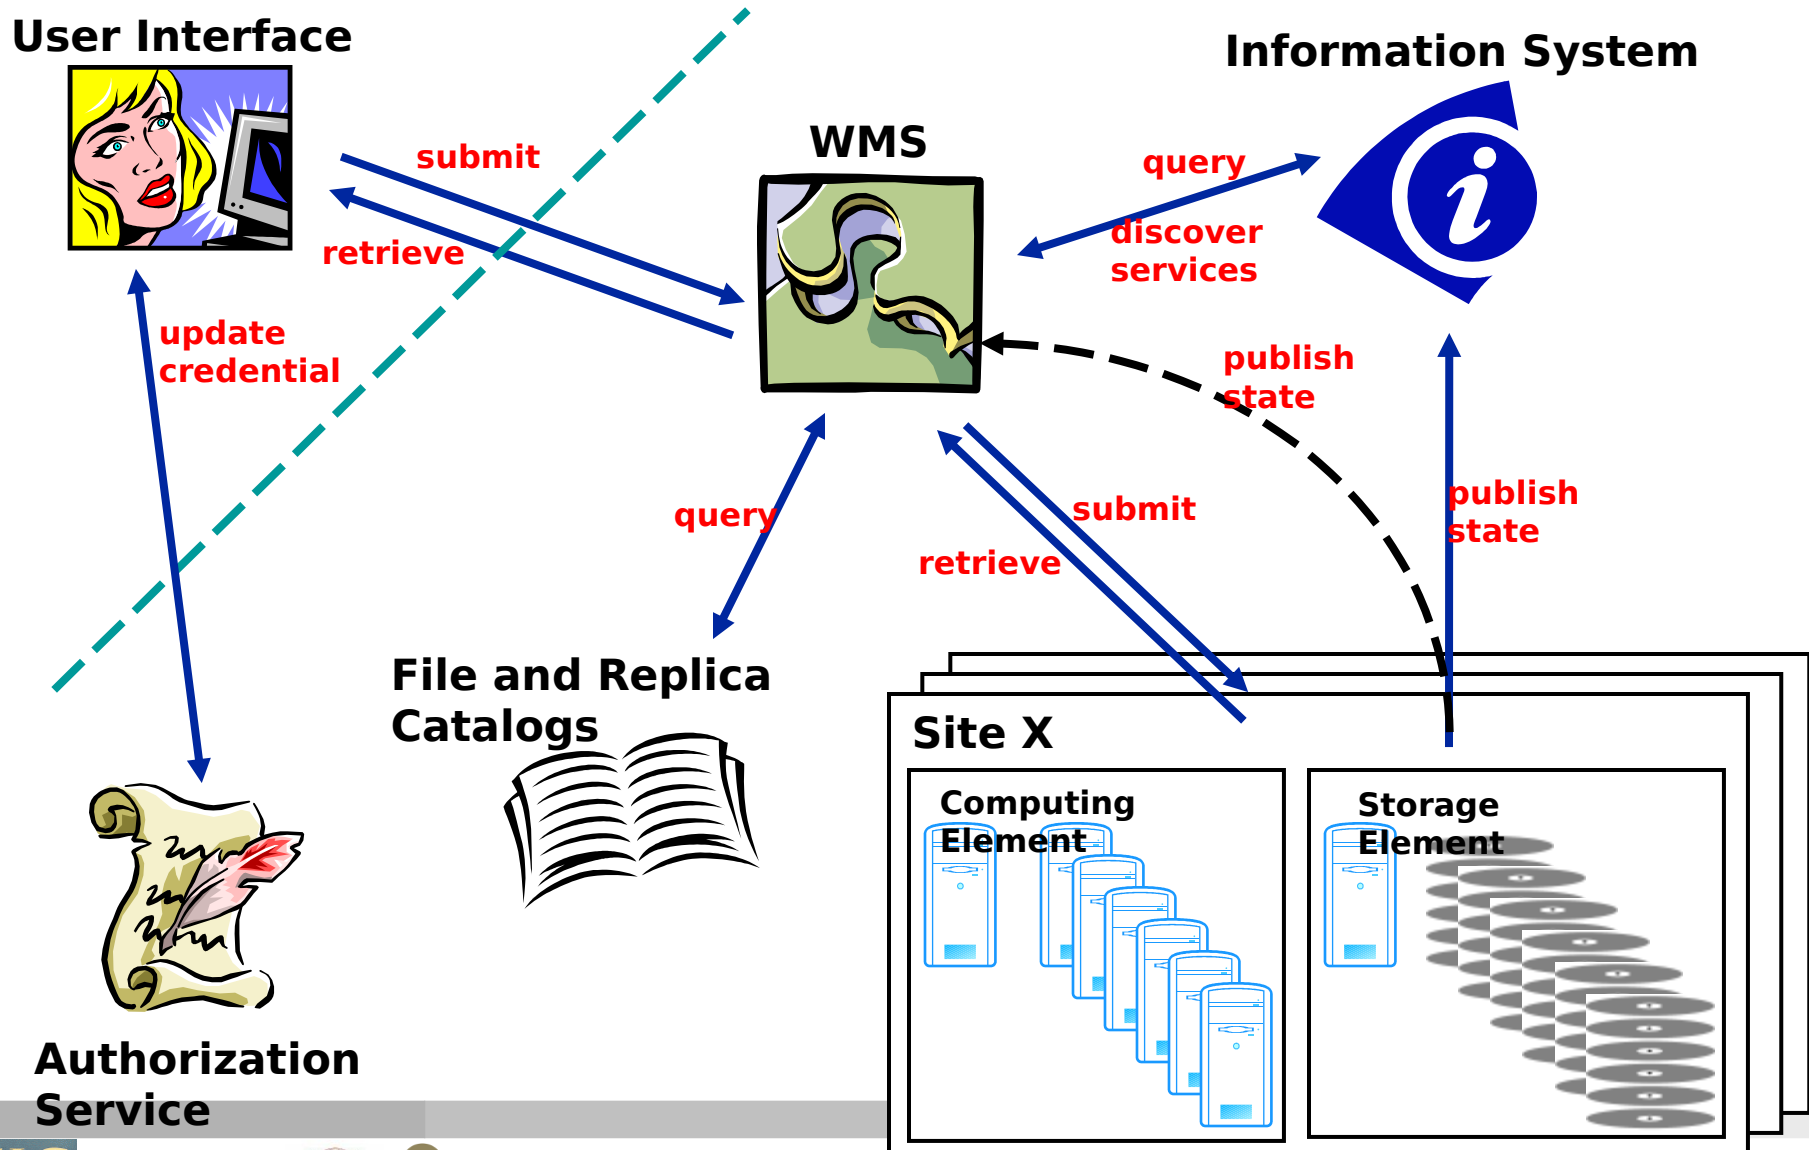 User Interface
Information System
WMS
submit
query
retrieve
discover
services
update
credential
publish
state
query
submit
publish
state
retrieve
File and Replica
Catalogs
Site X
Computing
Element
Storage
Element
Authorization
Service
i